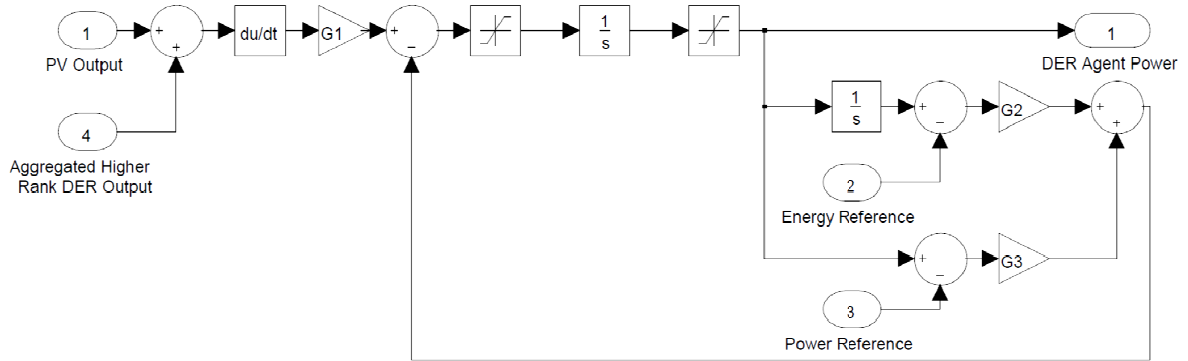 1
PV Output
4
Aggregated Higher
Rank DER Output
+
+
du/dt
G1
+
−
1
s
1
DER Agent Power
1
s
+
−
G2
+
+
2
Energy Reference
+
−
G3
3
Power Reference